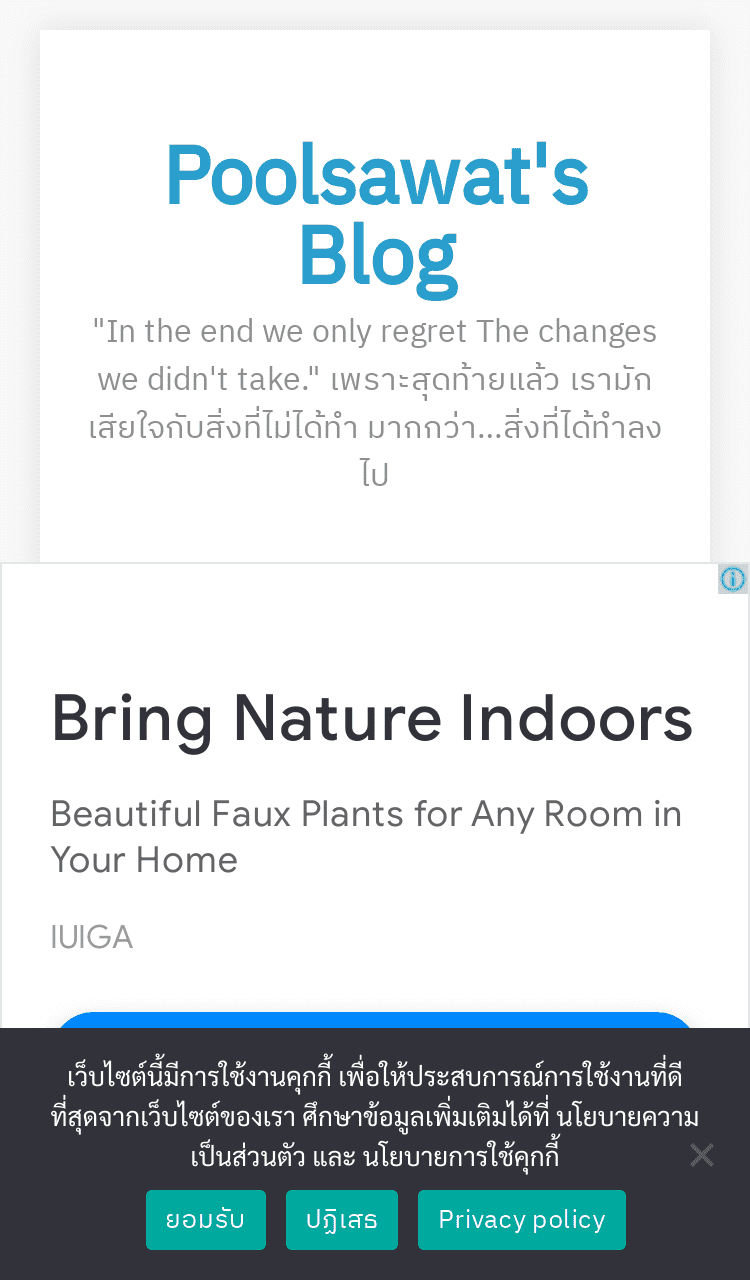 Poolsawat's
Blog
"In the end we only regret The changes
we didn't take." เพราะสุดท้ายแล้ว เรามัก
เสียใจกับสิ่งที่ไม่ได้ทำ มากกว่า...สิ่งที่ได้ทำลง
ไป
Bring Nature Indoors
Beautiful Faux Plants for Any Room in
Your Home
IUIGA
เว็บไซต์นี้มีการใช้งานคุกกี้ เพื่อให้ประสบการณ์การใช้งานที่ดี
ที่สุดจากเว็บไซต์ของเรา ศึกษาข้อมูลเพิ่มเติมได้ที่ นโยบายความ
เป็นส่วนตัว และ นโยบายการใช้คุกกี้
ยอมรับ ปฏิเสธ Privacy policy